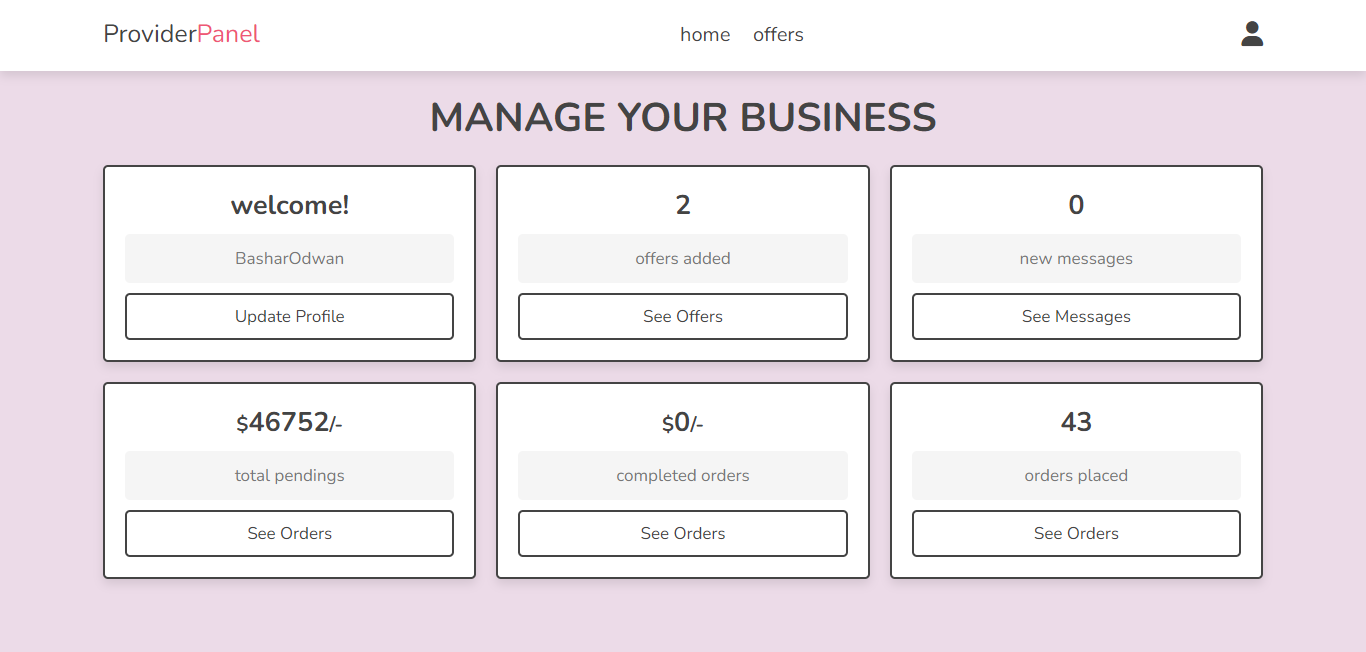 ProviderPanel
home offers
MANAGE YOUR BUSINESS
welcome!
BasharOdwan
Update Profile
2
offers added
See Offers
0
new messages
See Messages
$46752/-
total pendings
See Orders
$0/-
completed orders
See Orders
43
orders placed
See Orders